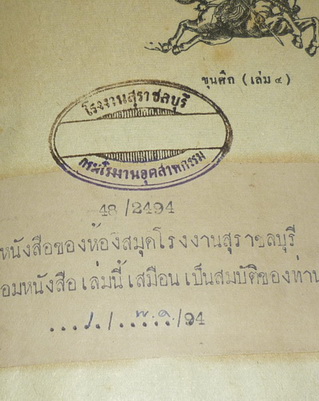 ขุนศึก (เล่ม ๔)
โรงงานสุราชลบุรี
กรมโรงงานอุตสาหกรรม
48/2494
หนังสือของห้องสมุดโรงงานสุราชลบุรี
อมหนังสือเล่มนี้เสมือนเป็นสมบัติของท่าน
/94